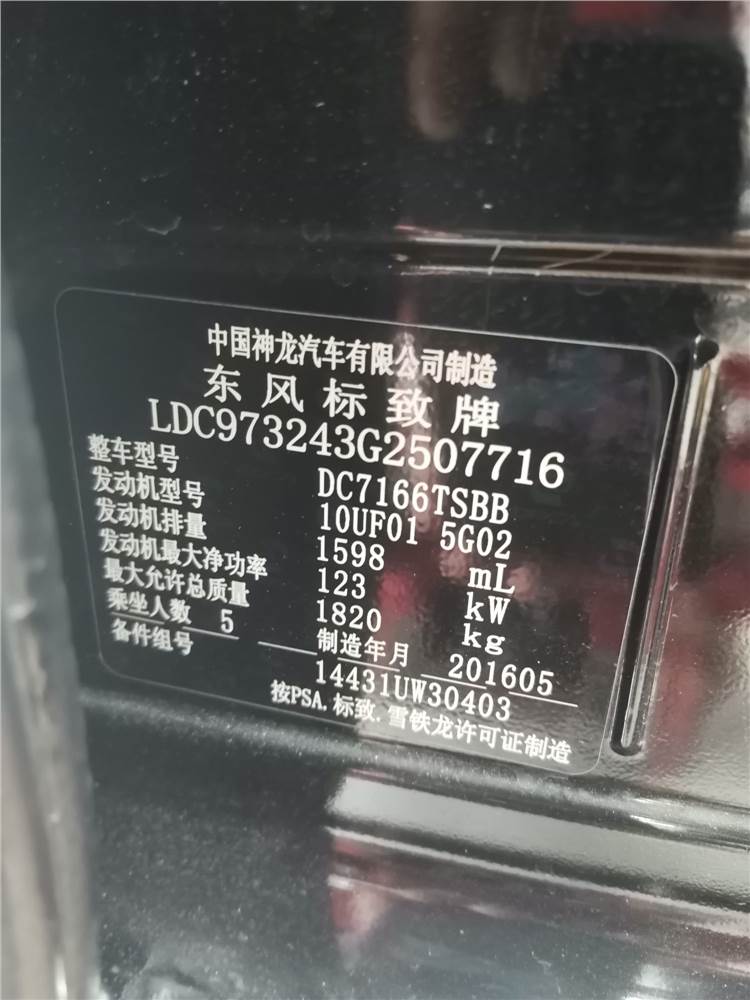 中国神龙汽车有限公司制造
东风标致牌
LDC973243G2507716
整车型号 DC7166TSBB
发动机型号 10UF01 5G02
发动机排量 1598 mL
发动机最大净功率 123 kW
最大允许总质量 1820 kg
乘坐人数 5 制造年月 201605
备件组号 14431UW30403
按PSA.标致.雪铁龙许可证制造